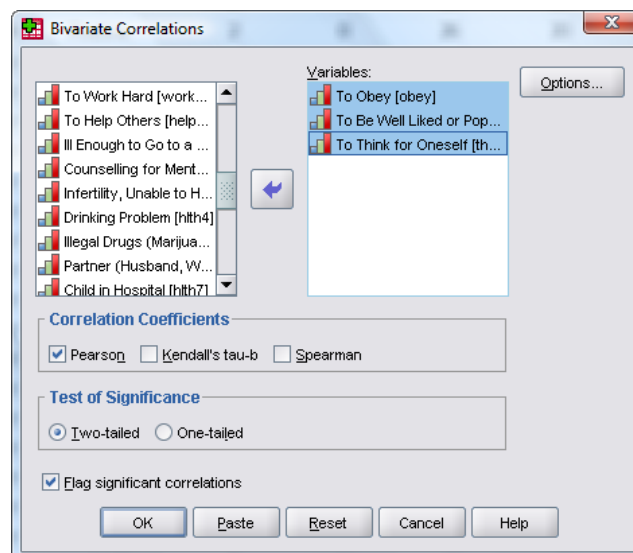 Bivariate Correlations
Variables:
To Work Hard [work...
To Help Others [help...
Ill Enough to Go to a ...
Counselling for Ment...
Infertility, Unable to H...
Drinking Problem [hlth4]
Illegal Drugs (Marijua...
Partner (Husband, W...
Child in Hospital [hlth7]
To Obey [obey]
To Be Well Liked or Pop...
To Think for Oneself [th...
Options...
Correlation Coefficients
Pearson Kendall's tau-b Spearman
Test of Significance
Two-tailed One-tailed
Flag significant correlations
OK Paste Reset Cancel Help